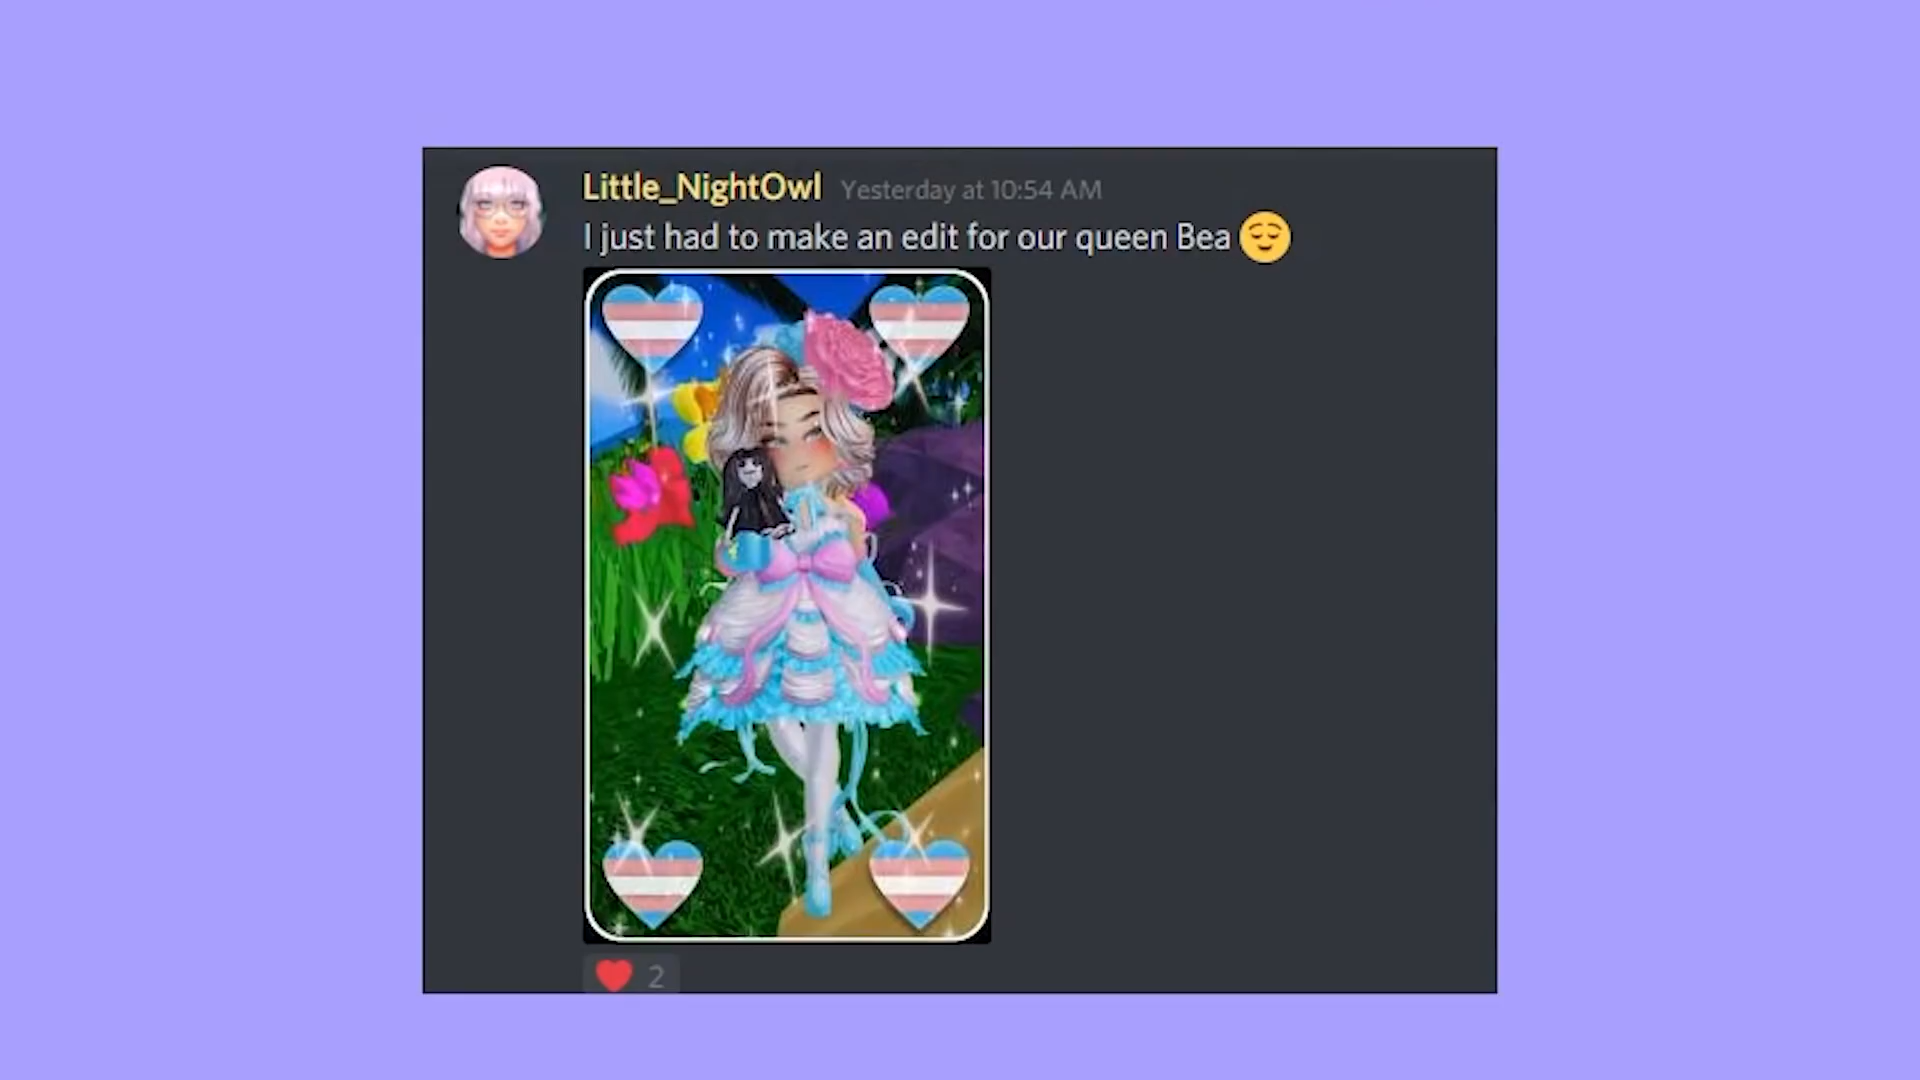 Little_NightOwl Yesterday at 10:54 AM
I just had to make an edit for our queen Bea 😌
❤️ 2